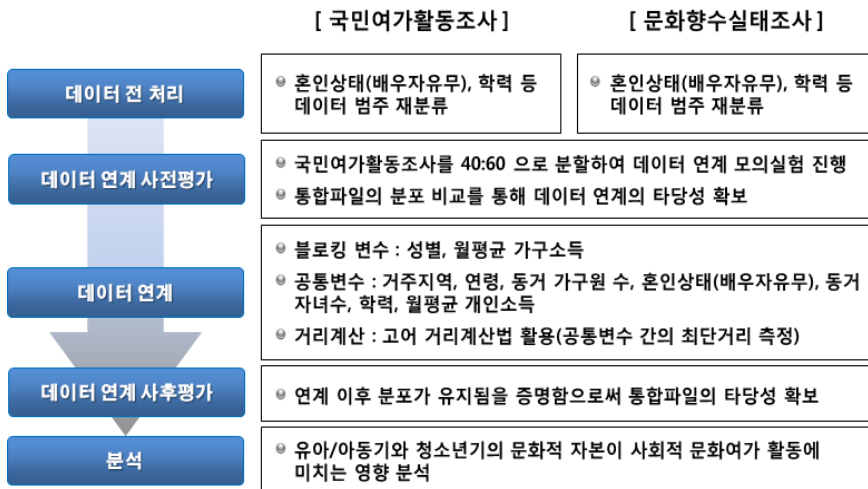 [ 국민여가활동조사 ]
[ 문화향수실태조사 ]
데이터 전 처리
혼인상태(배우자유무), 학력 등
데이터 범주 재분류
혼인상태(배우자유무), 학력 등
데이터 범주 재분류
데이터 연계 사전평가
국민여가활동조사를 40:60 으로 분할하여 데이터 연계 모의실험 진행
통합파일의 분포 비교를 통해 데이터 연계의 타당성 확보
데이터 연계
블로킹 변수 : 성별, 월평균 가구소득
공통변수 : 거주지역, 연령, 동거 가구원 수, 혼인상태(배우자유무), 동거
자녀수, 학력, 월평균 개인소득
거리계산 : 고어 거리계산법 활용(공통변수 간의 최단거리 측정)
데이터 연계 사후평가
연계 이후 분포가 유지됨을 증명함으로써 통합파일의 타당성 확보
분석
유아/아동기와 청소년기의 문화적 자본이 사회적 문화여가 활동에
미치는 영향 분석